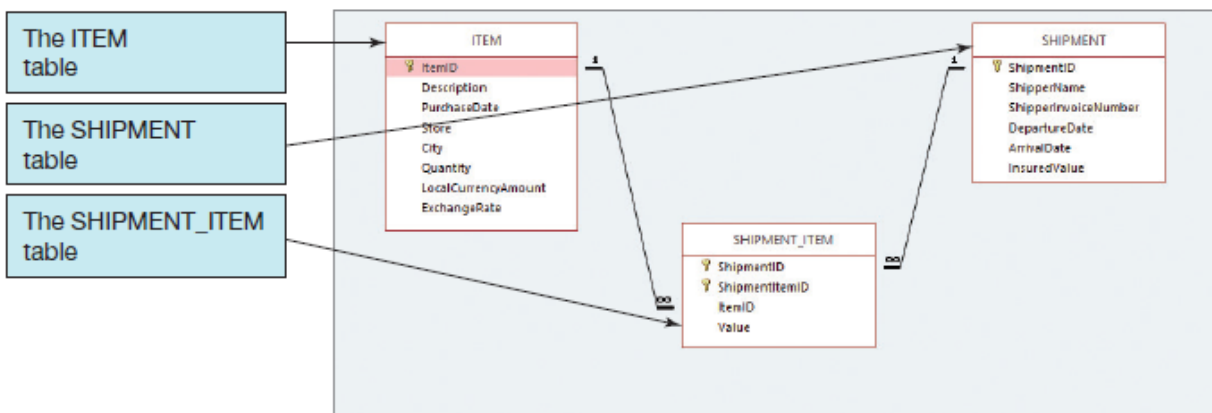 The ITEM
table
The SHIPMENT
table
The SHIPMENT_ITEM
table
ITEM
ItemID
Description
PurchaseDate
Store
City
Quantity
LocalCurrencyAmount
ExchangeRate
1
∞
SHIPMENT_ITEM
ShipmentID
ShipmentItemID
ItemID
Value
1
∞
SHIPMENT
ShipmentID
ShipperName
ShipperInvoiceNumber
DepartureDate
ArrivalDate
InsuredValue